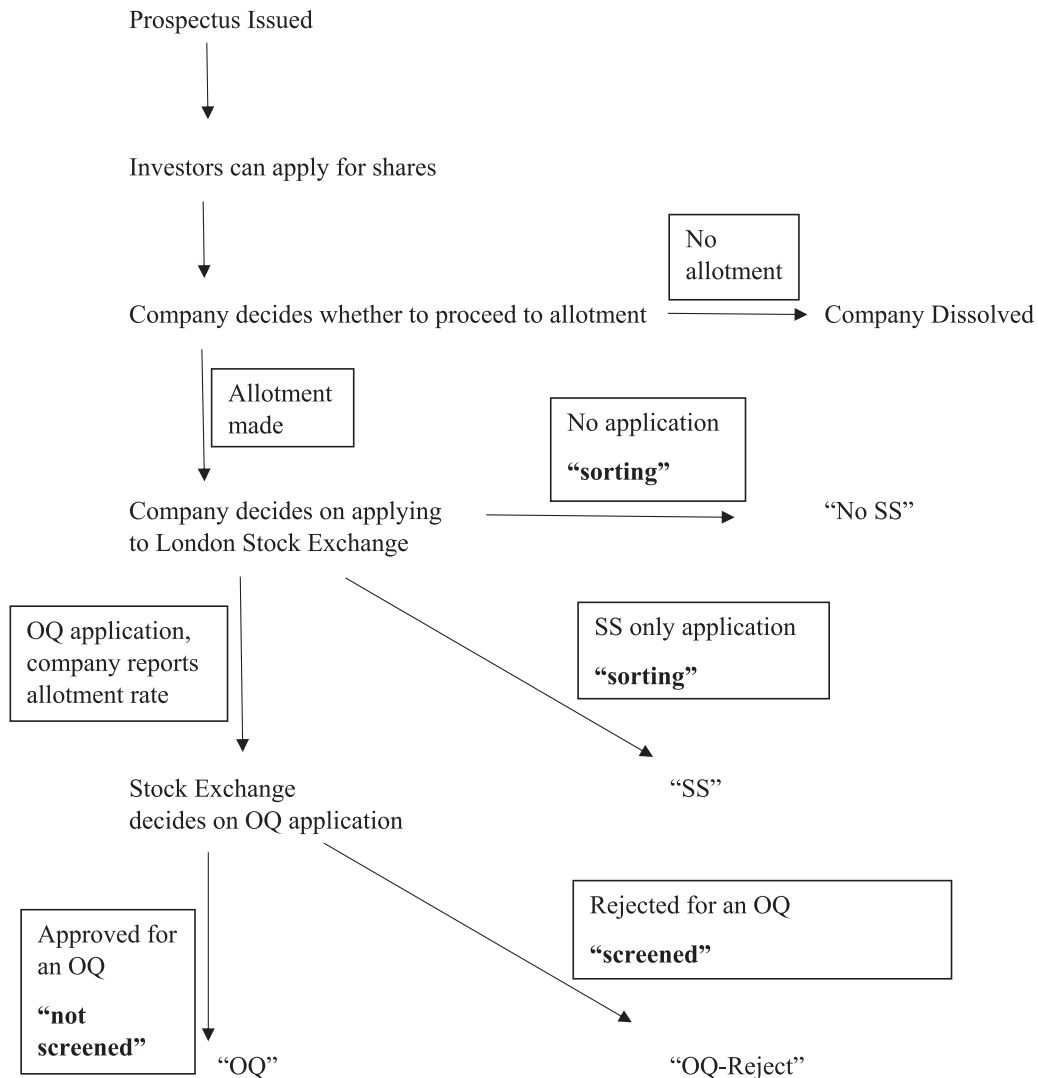 Prospectus Issued
Investors can apply for shares
No
allotment
Company decides whether to proceed to allotment
Company Dissolved
Allotment
made
No application
“sorting”
Company decides on applying
to London Stock Exchange
“No SS”
OQ application,
company reports
allotment rate
SS only application
“sorting”
Stock Exchange
decides on OQ application
“SS”
Approved for
an OQ
“not
screened”
Rejected for an OQ
“screened”
“OQ”
“OQ-Reject”